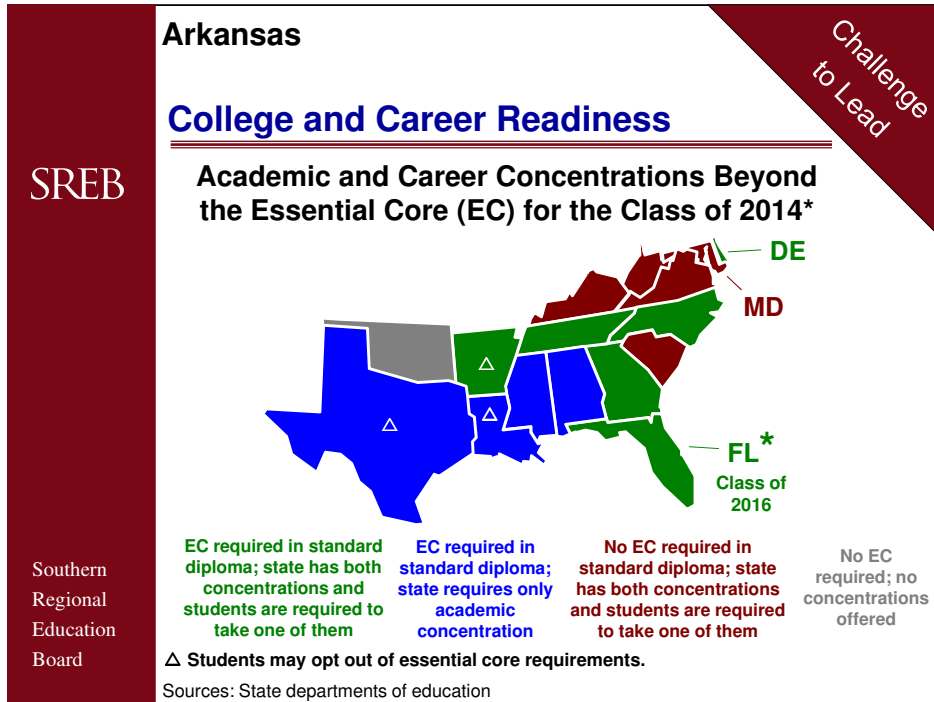 Arkansas
Challenge
to Lead
College and Career Readiness
SREB
Academic and Career Concentrations Beyond
the Essential Core (EC) for the Class of 2014*
DE
MD
FL*
Class of
2016
EC required in standard
diploma; state has both
concentrations and
students are required to
take one of them
EC required in
standard diploma;
state requires only
academic
concentration
No EC required in
standard diploma; state
has both concentrations
and students are required
to take one of them
No EC
required; no
concentrations
offered
Southern
Regional
Education
Board
△ Students may opt out of essential core requirements.
Sources: State departments of education